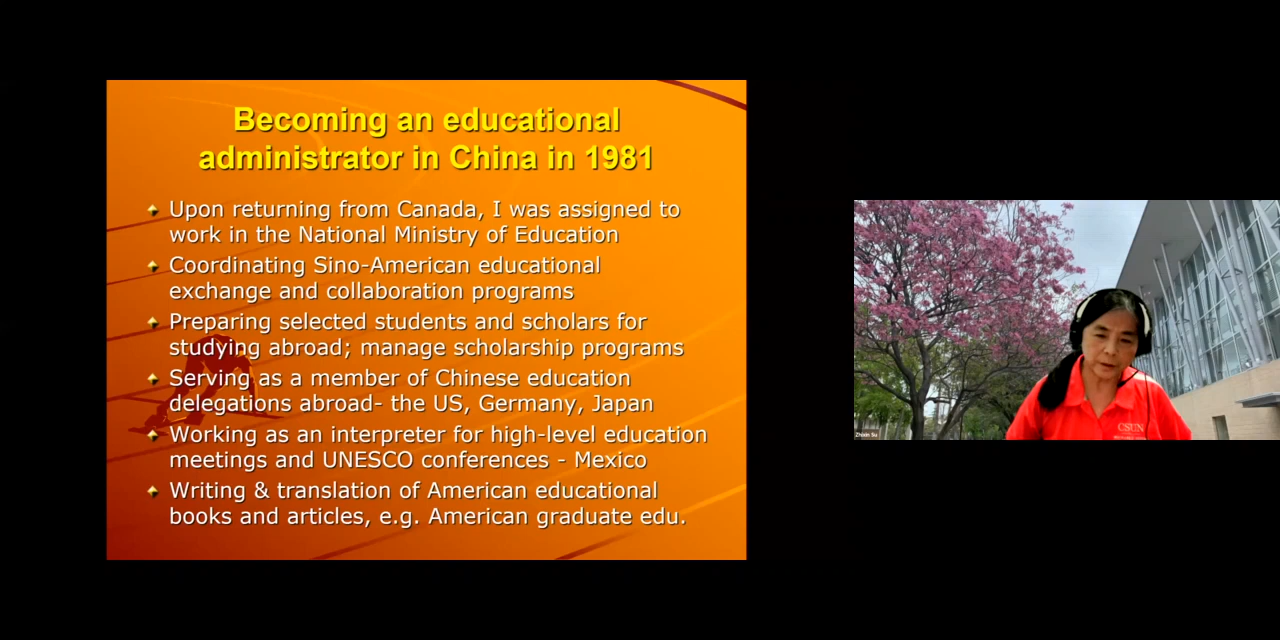 Becoming an educational
administrator in China in 1981
Upon returning from Canada, I was assigned to
work in the National Ministry of Education
Coordinating Sino-American educational
exchange and collaboration programs
Preparing selected students and scholars for
studying abroad; manage scholarship programs
Serving as a member of Chinese education
delegations abroad- the US, Germany, Japan
Working as an interpreter for high-level education
meetings and UNESCO conferences - Mexico
Writing & translation of American educational
books and articles, e.g. American graduate edu.
CSUN
Zhixin Su